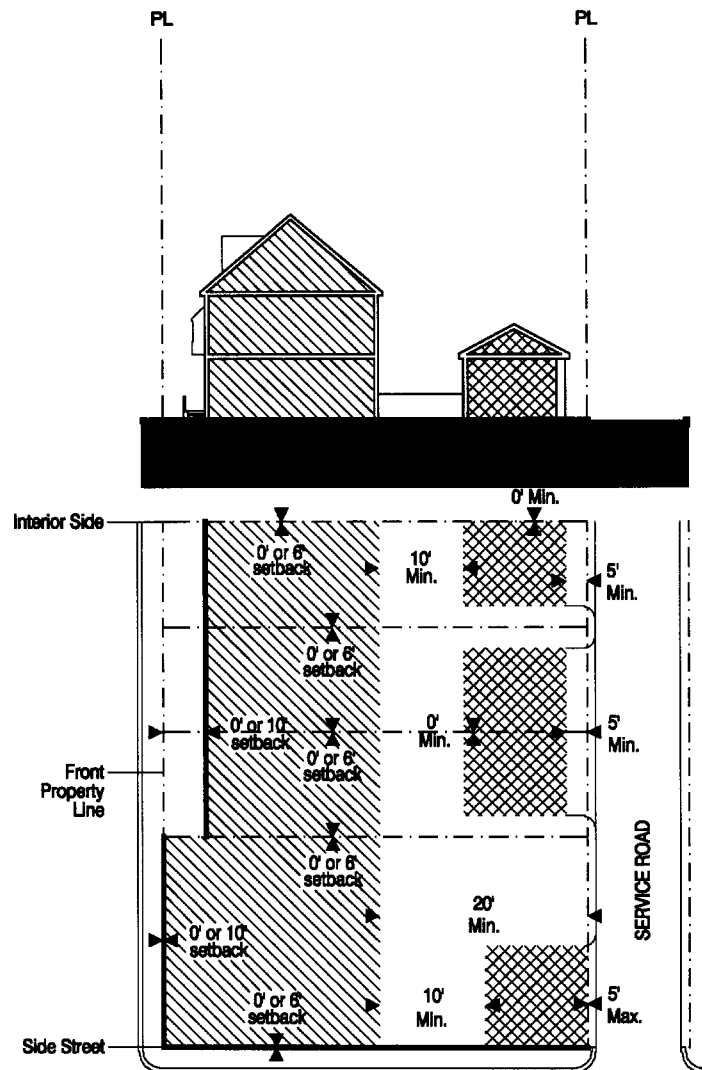 PL
PL
0' Min.
Interior Side
0' or 6'
setback
10'
Min.
5'
Min.
0' or 6'
setback
0' or 10'
setback
0' or 6'
setback
0'
Min.
5'
Min.
Front
Property
Line
0' or 6'
setback
20'
Min.
SERVICE ROAD
0' or 10'
setback
0' or 6'
setback
10'
Min.
5'
Max.
Side Street